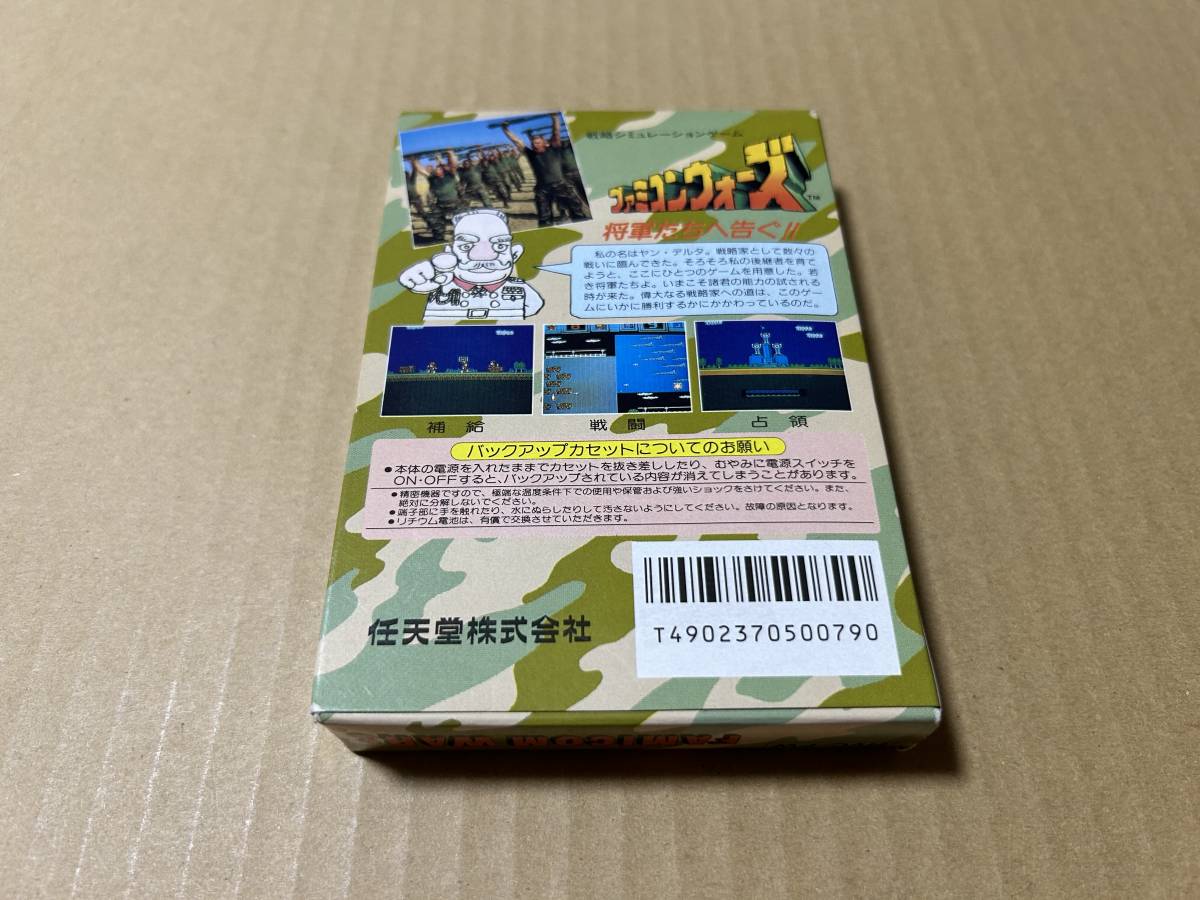 戦略シミュレーションゲーム
ファミコンウォーズ™
将軍たちへ告ぐ!!
私の名はヤン・デルタ。戦略家として数々の
戦いに臨んできた。そろそろ私の後継者を育て
ようと、ここにひとつのゲームを用意した。若
き将軍たちよ。いまこそ諸君の能力の試される
時が来た。偉大なる戦略家への道は、このゲー
ムにいかに勝利するかにかかわっているのだ。
補給
戦闘
占領
バックアップカセットについてのお願い
●本体の電源を入れたままでカセットを抜き差ししたり、むやみに電源スイッチを
ON・OFFすると、バックアップされている内容が消えてしまうことがあります。
●精密機器ですので、極端な温度条件下での使用や保管および強いショックをさけてください。また、
絶対に分解しないでください。
●端子部に手を触れたり、水にぬらしたりして汚さないようにしてください。故障の原因となります。
●リチウム電池は、有償で交換させていただきます。
任天堂株式会社
T4902370500790
FAMICOM WAR